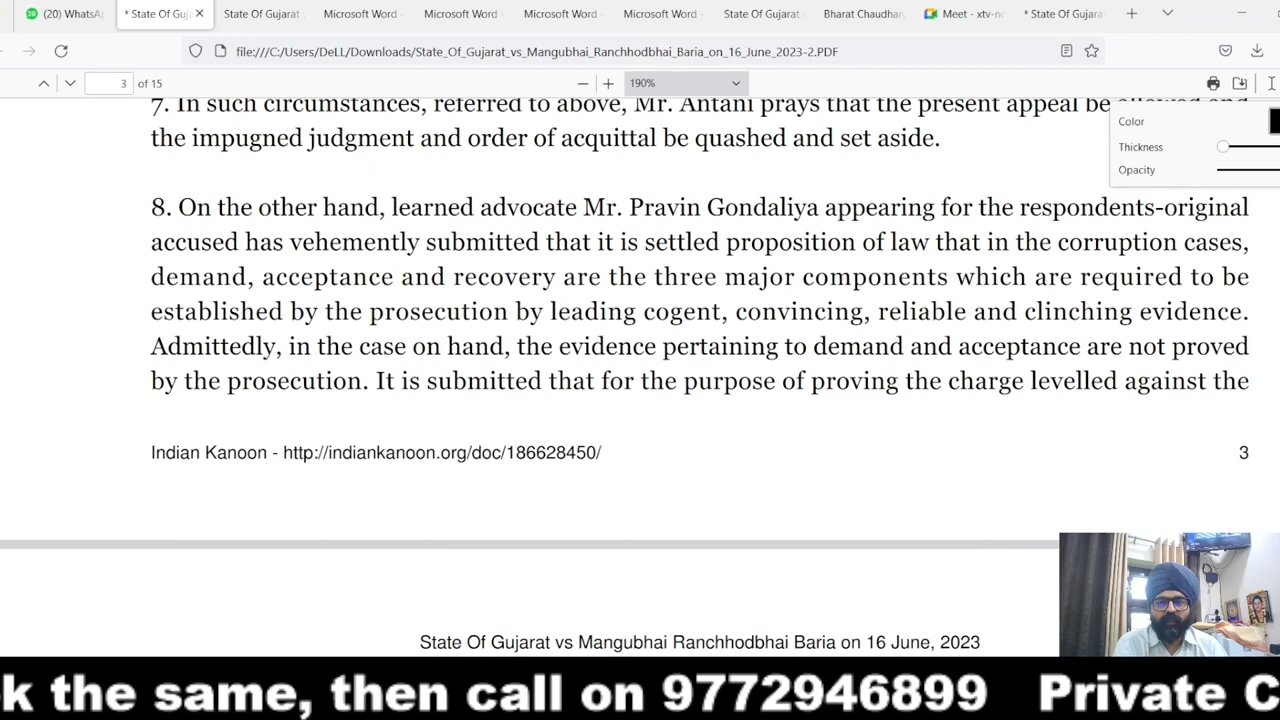 (20) WhatsA
* State Of Guja
State Of Gujarat
Microsoft Word -
Microsoft Word -
Microsoft Word -
Microsoft Word -
State Of Gujarat
Bharat Chaudhar
Meet - xtv-no
* State Of Gujara
file:///C:/Users/DeLL/Downloads/State_Of_Gujarat_vs_Mangubhai_Ranchhodbhai_Baria_on_16_June_2023-2.PDF
3 of 15
190%
7. In such circumstances, referred to above, Mr. Antani prays that the present appeal be allowed and
the impugned judgment and order of acquittal be quashed and set aside.
Color
Thickness
Opacity
8. On the other hand, learned advocate Mr. Pravin Gondaliya appearing for the respondents-original
accused has vehemently submitted that it is settled proposition of law that in the corruption cases,
demand, acceptance and recovery are the three major components which are required to be
established by the prosecution by leading cogent, convincing, reliable and clinching evidence.
Admittedly, in the case on hand, the evidence pertaining to demand and acceptance are not proved
by the prosecution. It is submitted that for the purpose of proving the charge levelled against the
Indian Kanoon - http://indiankanoon.org/doc/186628450/ 3
State Of Gujarat vs Mangubhai Ranchhodbhai Baria on 16 June, 2023
k the same, then call on 9772946899 Private C